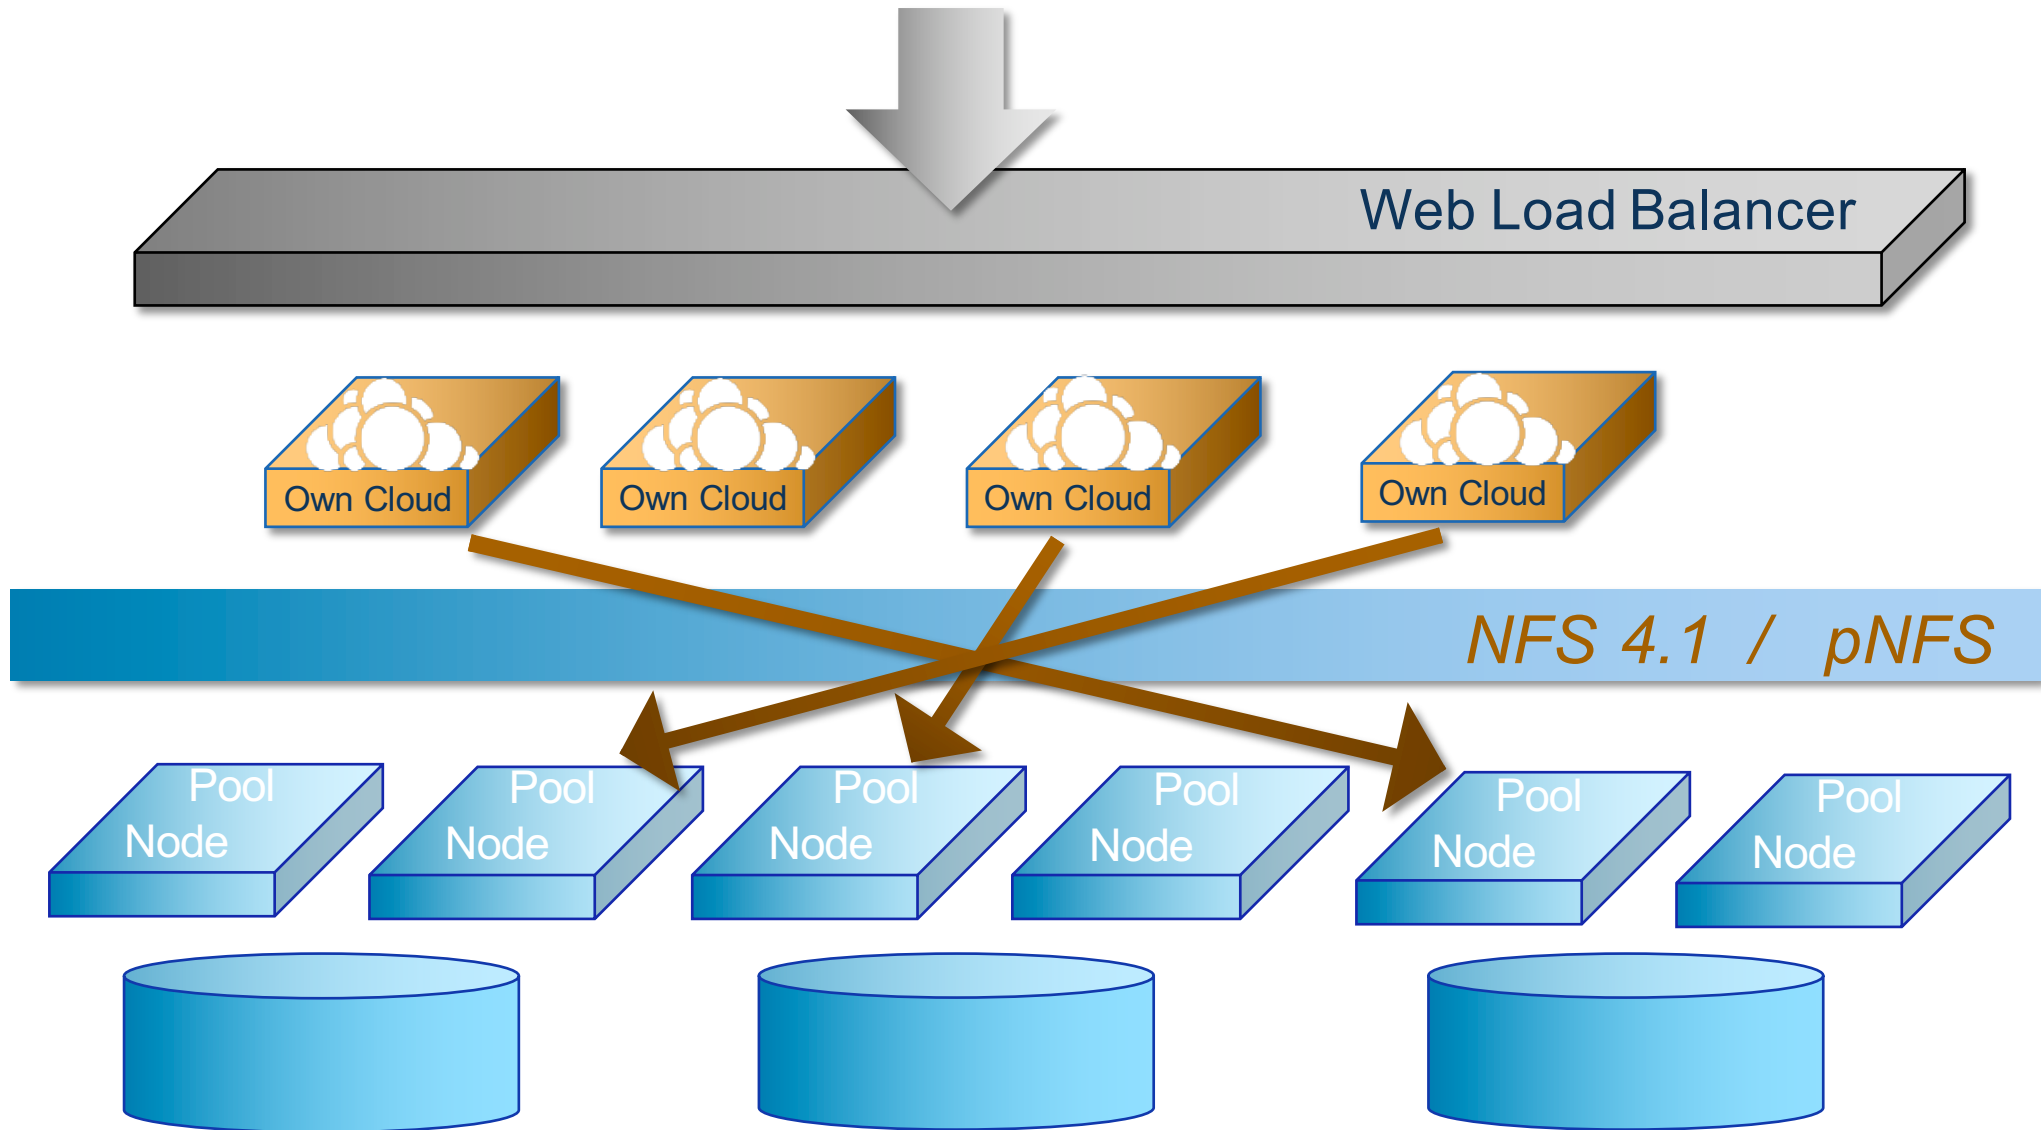 Web Load Balancer
Own Cloud
Own Cloud
Own Cloud
Own Cloud
NFS 4.1 / pNFS
Pool
Node
Pool
Node
Pool
Node
Pool
Node
Pool
Node
Pool
Node